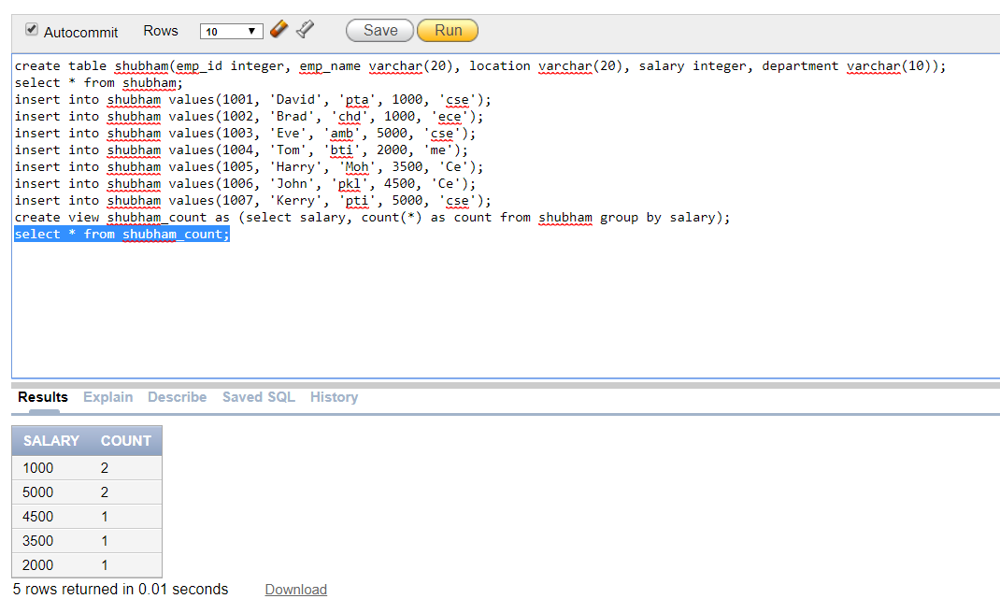 Autocommit Rows 10 Save Run
create table shubham(emp_id integer, emp_name varchar(20), location varchar(20), salary integer, department varchar(10));
select * from shubham;
insert into shubham values(1001, 'David', 'pta', 1000, 'cse');
insert into shubham values(1002, 'Brad', 'chd', 1000, 'ece');
insert into shubham values(1003, 'Eve', 'amb', 5000, 'cse');
insert into shubham values(1004, 'Tom', 'bti', 2000, 'me');
insert into shubham values(1005, 'Harry', 'Moh', 3500, 'Ce');
insert into shubham values(1006, 'John', 'pkl', 4500, 'Ce');
insert into shubham values(1007, 'Kerry', 'pti', 5000, 'cse');
create view shubham_count as (select salary, count(*) as count from shubham group by salary);
select * from shubham_count;
Results Explain Describe Saved SQL History
SALARY COUNT
1000 2
5000 2
4500 1
3500 1
2000 1
5 rows returned in 0.01 seconds Download